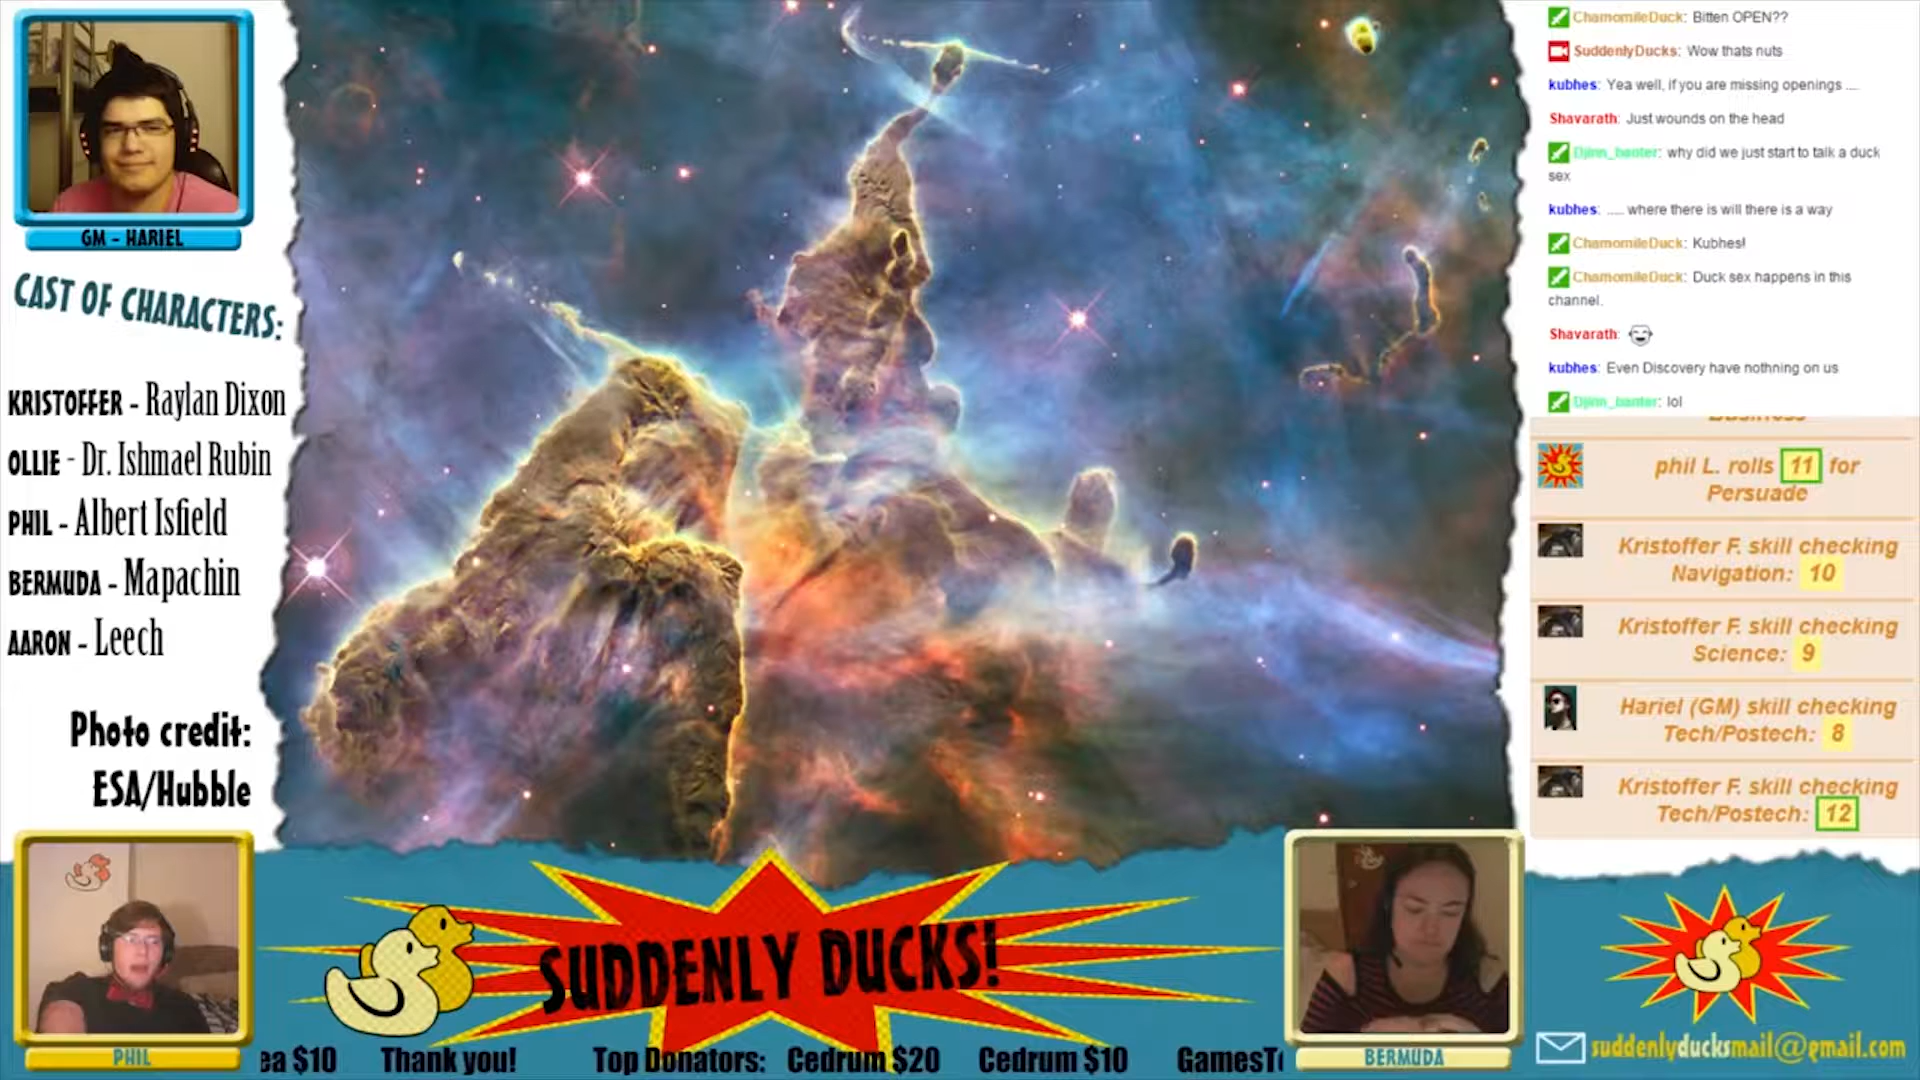 GM - HARIEL
CAST OF CHARACTERS:
KRISTOFFER - Raylan Dixon
OLLIE - Dr. Ishmael Rubin
PHIL - Albert Isfield
BERMUDA - Mapachin
AARON - Leech
Photo credit:
ESA/Hubble
PHIL
SUDDENLY DUCKS!
ea $10 Thank you! Top Donators: Cedrum $20 Cedrum $10 GamesT
BERMUDA
ChamomileDuck: Bitten OPEN??
SuddenlyDucks: Wow thats nuts
kubhes: Yea well, if you are missing openings ....
Shavarath: Just wounds on the head
Djinn_banter: why did we just start to talk a duck
sex
kubhes: ..... where there is will there is a way
ChamomileDuck: Kubhes!
ChamomileDuck: Duck sex happens in this
channel.
Shavarath:
kubhes: Even Discovery have nothning on us
Djinn_banter: lol
Business
phil L. rolls 11 for
Persuade
Kristoffer F. skill checking
Navigation: 10
Kristoffer F. skill checking
Science: 9
Hariel (GM) skill checking
Tech/Postech: 8
Kristoffer F. skill checking
Tech/Postech: 12
suddenlyducksmail@gmail.com